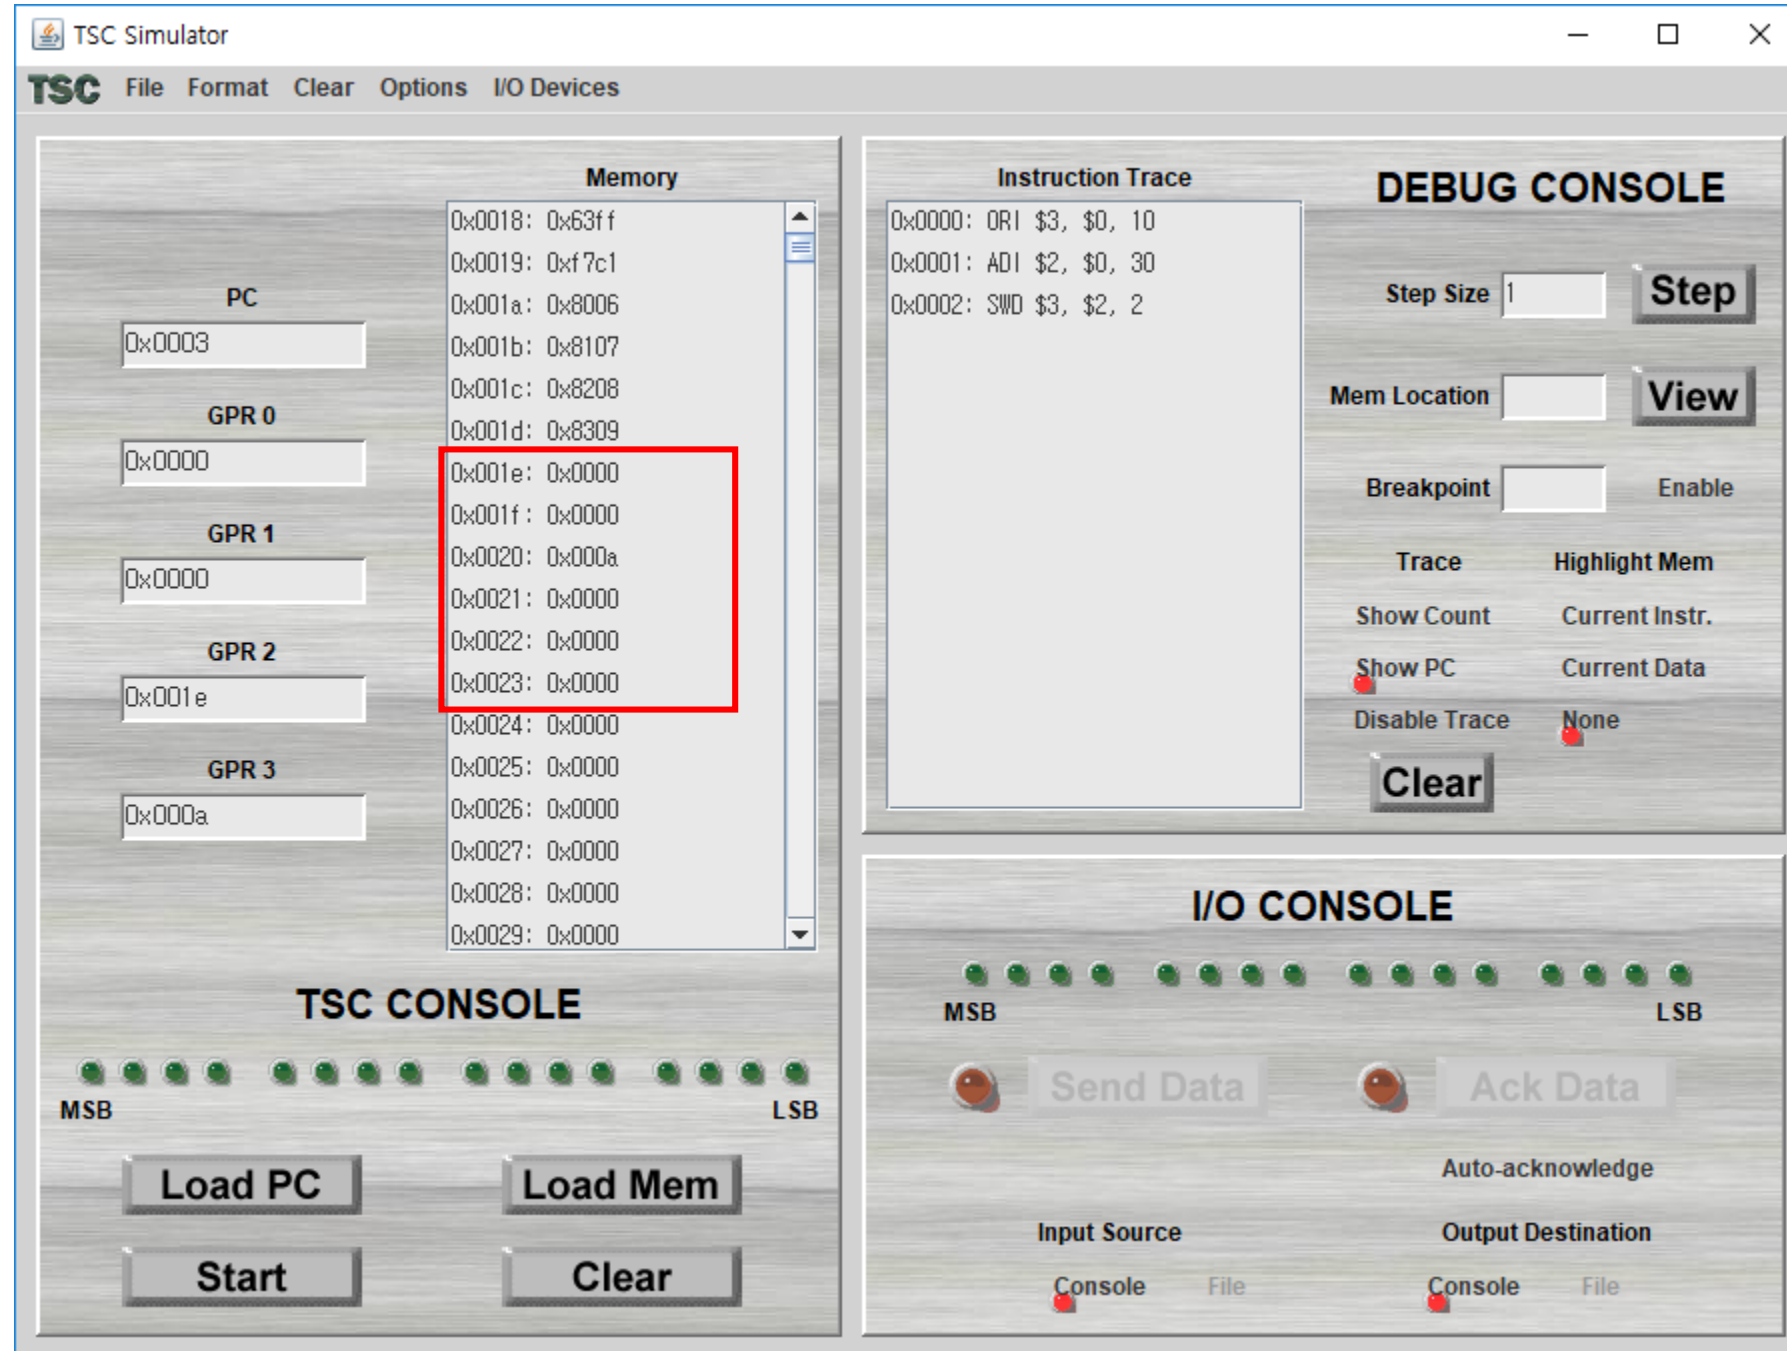 TSC Simulator
TSC File Format Clear Options I/O Devices
Memory
0x0018: 0x63ff
0x0019: 0xf7c1
0x001a: 0x8006
0x001b: 0x8107
0x001c: 0x8208
0x001d: 0x8309
0x001e: 0x0000
0x001f: 0x0000
0x0020: 0x000a
0x0021: 0x0000
0x0022: 0x0000
0x0023: 0x0000
0x0024: 0x0000
0x0025: 0x0000
0x0026: 0x0000
0x0027: 0x0000
0x0028: 0x0000
0x0029: 0x0000
PC
0x0003
GPR 0
0x0000
GPR 1
0x0000
GPR 2
0x001e
GPR 3
0x000a
TSC CONSOLE
MSB LSB
Load PC Load Mem
Start Clear
Instruction Trace
0x0000: ORI $3, $0, 10
0x0001: ADI $2, $0, 30
0x0002: SWD $3, $2, 2
DEBUG CONSOLE
Step Size 1 Step
Mem Location View
Breakpoint Enable
Trace Highlight Mem
Show Count Current Instr.
Show PC Current Data
Disable Trace None
Clear
I/O CONSOLE
MSB LSB
Send Data Ack Data
Auto-acknowledge
Input Source Output Destination
Console File Console File